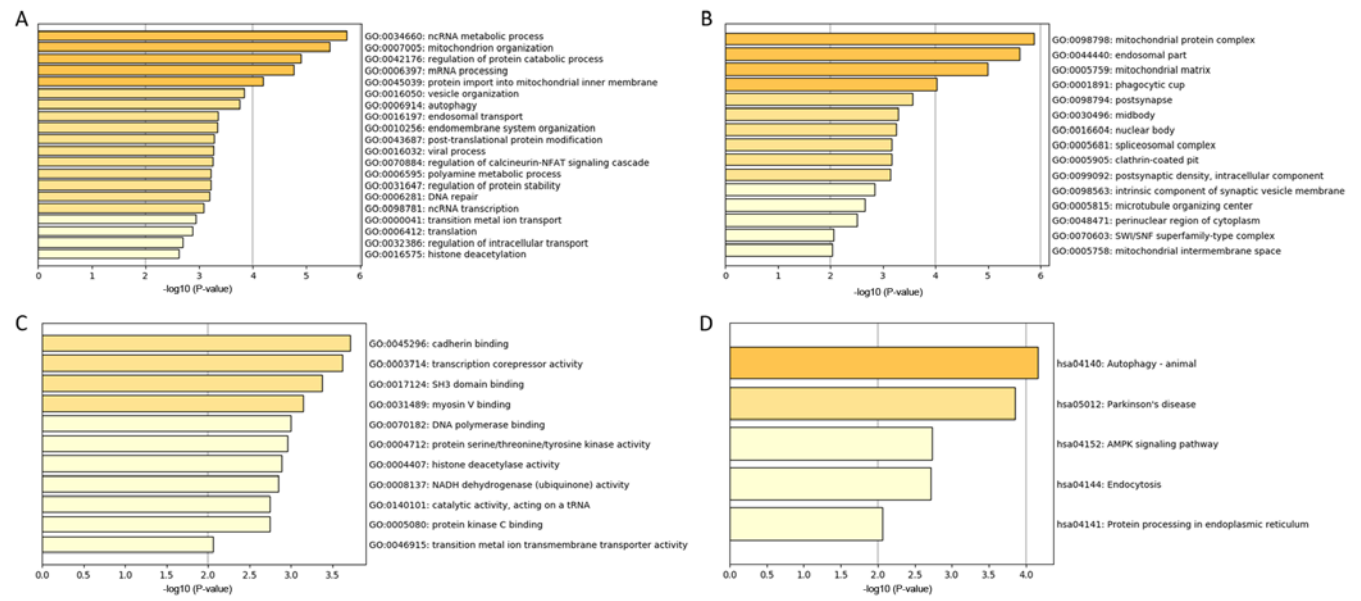 A
GO:0034660: ncRNA metabolic process
GO:0007005: mitochondrion organization
GO:0042176: regulation of protein catabolic process
GO:0006397: mRNA processing
GO:0045039: protein import into mitochondrial inner membrane
GO:0016050: vesicle organization
GO:0006914: autophagy
GO:0016197: endosomal transport
GO:0010256: endomembrane system organization
GO:0043687: post-translational protein modification
GO:0016032: viral process
GO:0070884: regulation of calcineurin-NFAT signaling cascade
GO:0006595: polyamine metabolic process
GO:0031647: regulation of protein stability
GO:0006281: DNA repair
GO:0098781: ncRNA transcription
GO:0000041: transition metal ion transport
GO:0006412: translation
GO:0032386: regulation of intracellular transport
GO:0016575: histone deacetylation
0 1 2 3 4 5 6
-log10 (P-value)
B
GO:0098798: mitochondrial protein complex
GO:0044440: endosomal part
GO:0005759: mitochondrial matrix
GO:0001891: phagocytic cup
GO:0098794: postsynapse
GO:0030496: midbody
GO:0016604: nuclear body
GO:0005681: spliceosomal complex
GO:0005905: clathrin-coated pit
GO:0099092: postsynaptic density, intracellular component
GO:0098563: intrinsic component of synaptic vesicle membrane
GO:0005815: microtubule organizing center
GO:0048471: perinuclear region of cytoplasm
GO:0070603: SWI/SNF superfamily-type complex
GO:0005758: mitochondrial intermembrane space
0 1 2 3 4 5 6
-log10 (P-value)
C
GO:0045296: cadherin binding
GO:0003714: transcription corepressor activity
GO:0017124: SH3 domain binding
GO:0031489: myosin V binding
GO:0070182: DNA polymerase binding
GO:0004712: protein serine/threonine/tyrosine kinase activity
GO:0004407: histone deacetylase activity
GO:0008137: NADH dehydrogenase (ubiquinone) activity
GO:0140101: catalytic activity, acting on a tRNA
GO:0005080: protein kinase C binding
GO:0046915: transition metal ion transmembrane transporter activity
0.0 0.5 1.0 1.5 2.0 2.5 3.0 3.5
-log10 (P-value)
D
hsa04140: Autophagy - animal
hsa05012: Parkinson's disease
hsa04152: AMPK signaling pathway
hsa04144: Endocytosis
hsa04141: Protein processing in endoplasmic reticulum
0.0 0.5 1.0 1.5 2.0 2.5 3.0 3.5 4.0
-log10 (P-value)